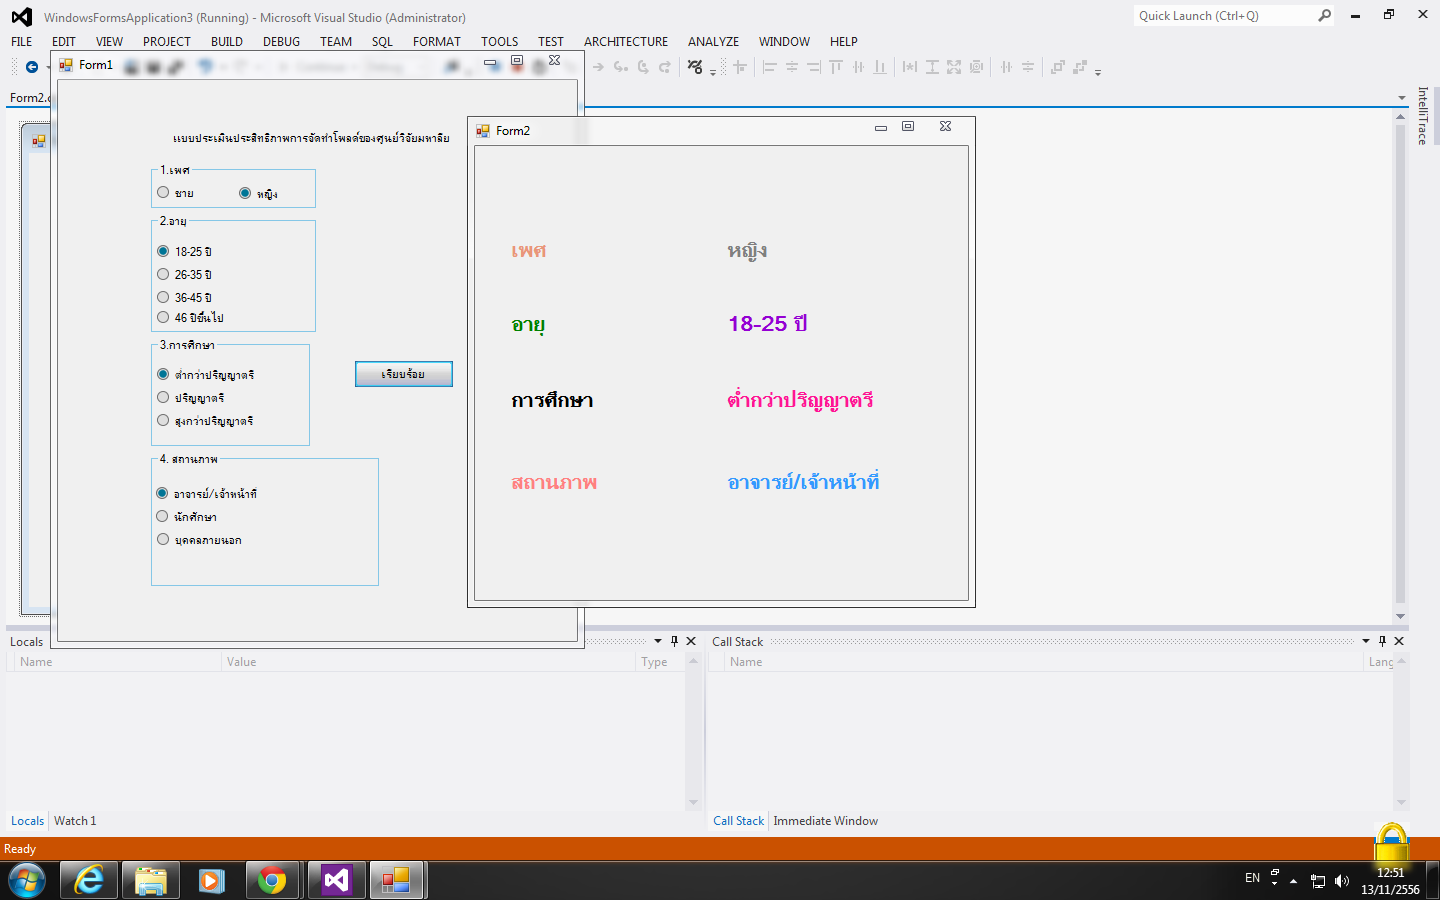 WindowsFormsApplication3 (Running) - Microsoft Visual Studio (Administrator)
Quick Launch (Ctrl+Q)
FILE EDIT VIEW PROJECT BUILD DEBUG TEAM SQL FORMAT TOOLS TEST ARCHITECTURE ANALYZE WINDOW HELP
Form1
Form2.c
IntelliTrace
แบบประเมินประสิทธิภาพการจัดทำโพลล์ของศูนย์วิจัยมหาลัย
1.เพศ
ชาย หญิง
2.อายุ
18-25 ปี
26-35 ปี
36-45 ปี
46 ปีขึ้นไป
3.การศึกษา
ต่ำกว่าปริญญาตรี
ปริญญาตรี
สูงกว่าปริญญาตรี
เรียบร้อย
4. สถานภาพ
อาจารย์/เจ้าหน้าที่
นักศึกษา
บุคคลภายนอก
Form2
เพศ หญิง
อายุ 18-25 ปี
การศึกษา ต่ำกว่าปริญญาตรี
สถานภาพ อาจารย์/เจ้าหน้าที่
Locals
Name Value Type
Call Stack
Name Lang
Locals Watch 1
Call Stack Immediate Window
Ready
EN
12:51
13/11/2556